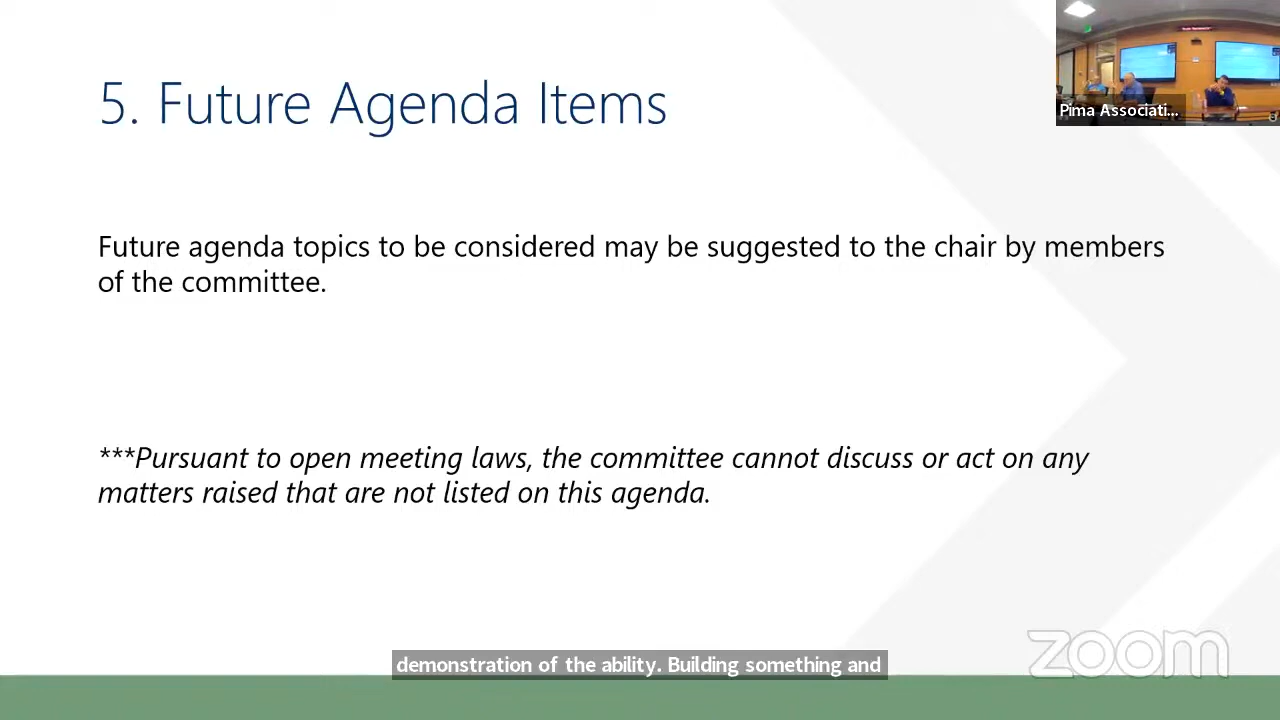 5. Future Agenda Items
Pima Associati...
Future agenda topics to be considered may be suggested to the chair by members
of the committee.
***Pursuant to open meeting laws, the committee cannot discuss or act on any
matters raised that are not listed on this agenda.
zoom
demonstration of the ability. Building something and